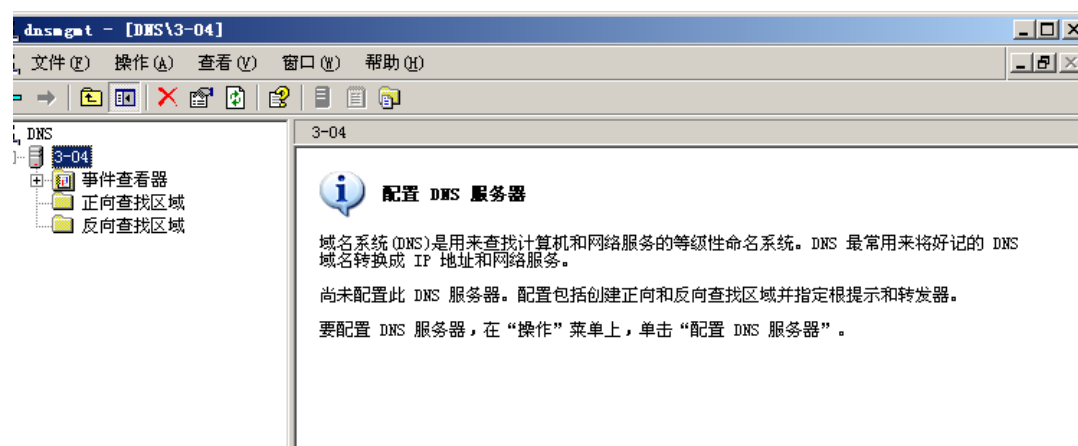 dnsmgmt - [DNS\3-04]
文件(F) 操作(A) 查看(V) 窗口(W) 帮助(H)
DNS
3-04
事件查看器
正向查找区域
反向查找区域
3-04
配置 DNS 服务器
域名系统(DNS)是用来查找计算机和网络服务的等级性命名系统。DNS 最常用来将好记的 DNS
域名转换成 IP 地址和网络服务。
尚未配置此 DNS 服务器。配置包括创建正向和反向查找区域并指定根提示和转发器。
要配置 DNS 服务器，在“操作”菜单上，单击“配置 DNS 服务器”。